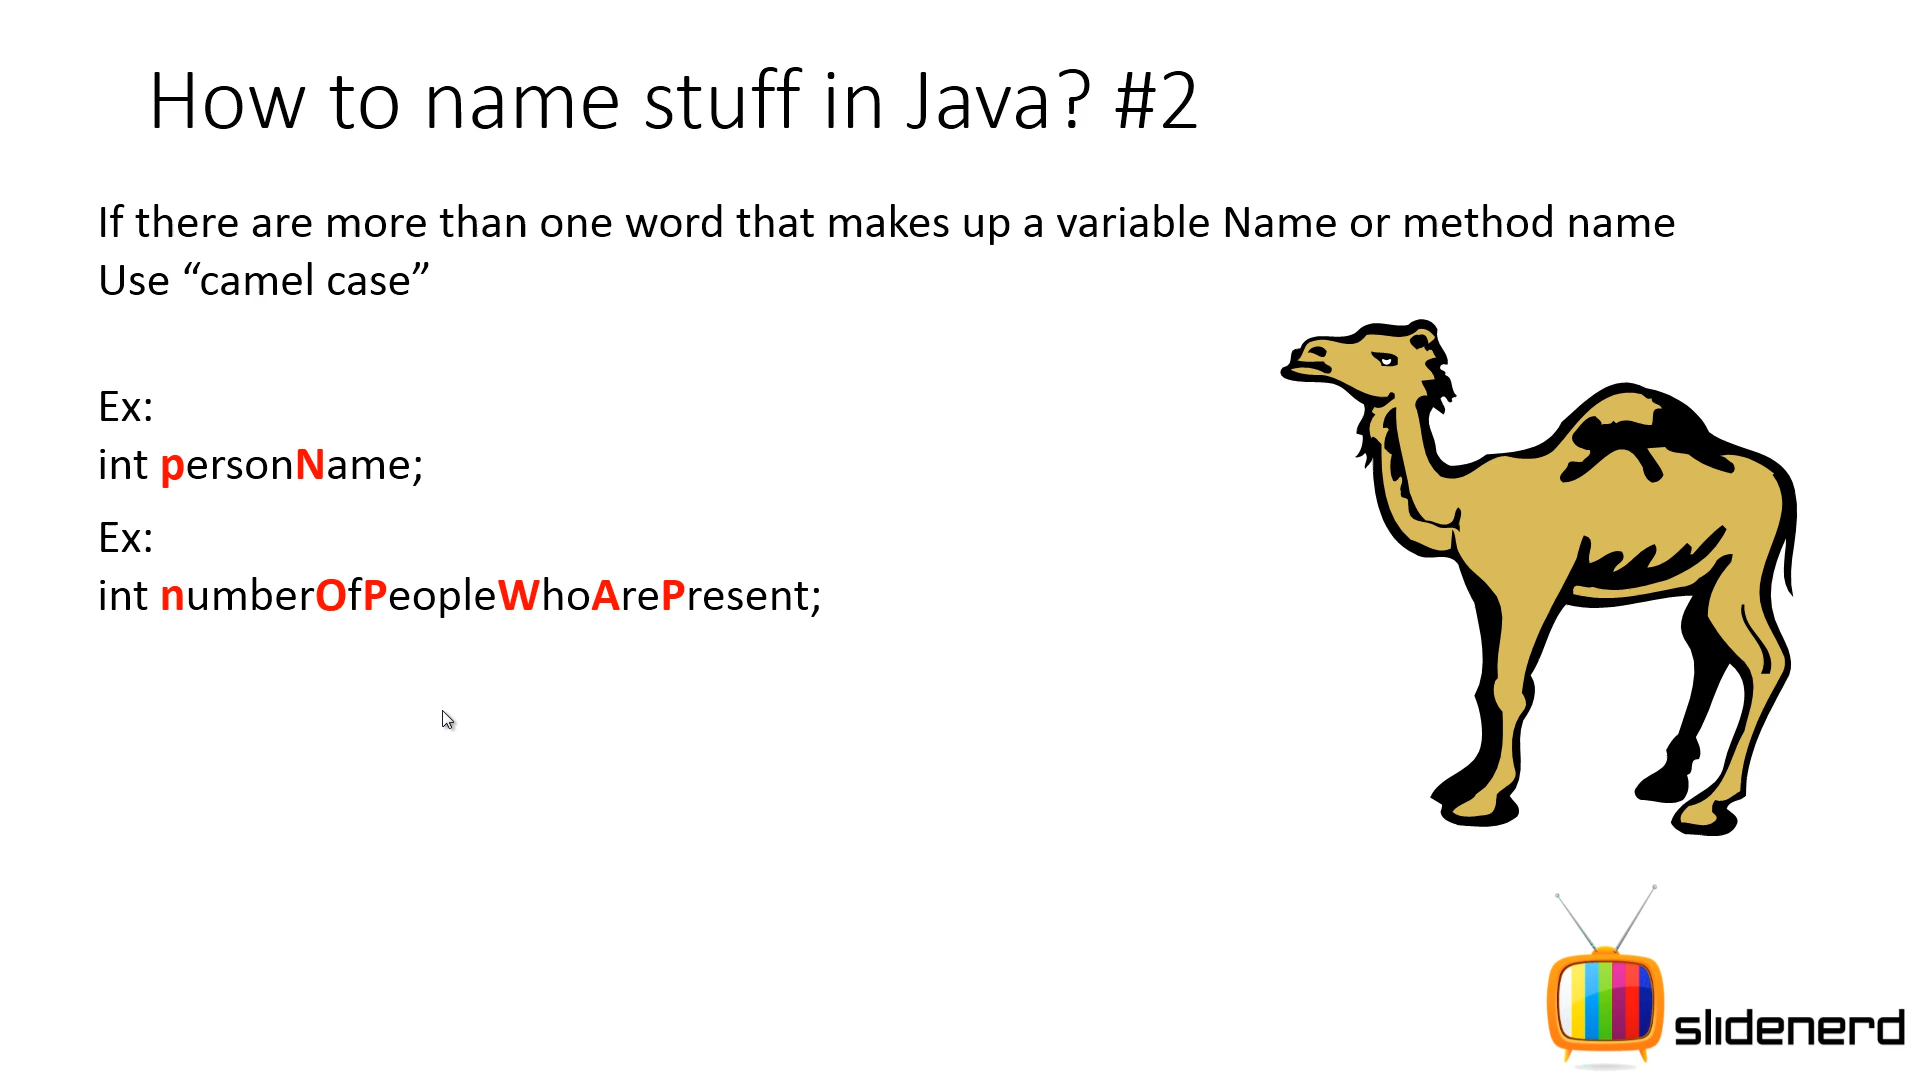 How to name stuff in Java? #2
If there are more than one word that makes up a variable Name or method name
Use “camel case”
Ex:
int personName;
Ex:
int numberOfPeopleWhoArePresent;
slidenerd